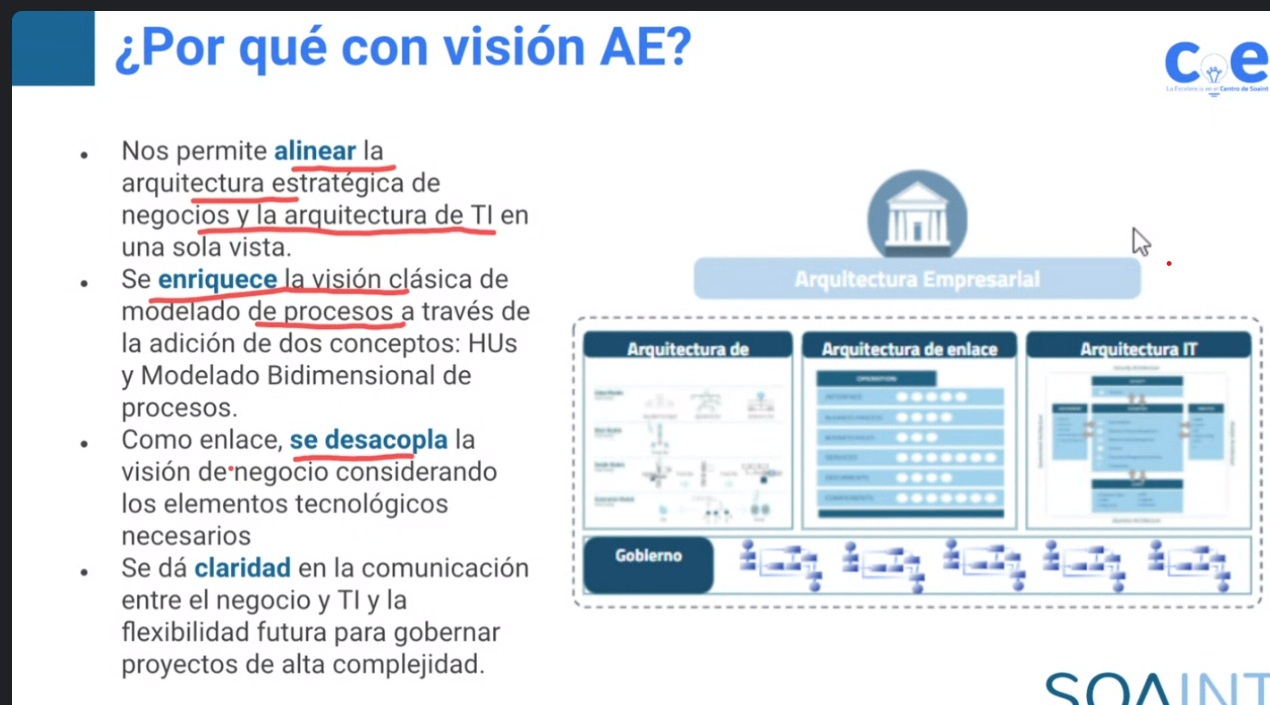 ¿Por qué con visión AE?
coe
La Excelencia en el Centro de Soaint
• Nos permite alinear la
arquitectura estratégica de
negocios y la arquitectura de TI en
una sola vista.
• Se enriquece la visión clásica de
modelado de procesos a través de
la adición de dos conceptos: HUs
y Modelado Bidimensional de
procesos.
• Como enlace, se desacopla la
visión de negocio considerando
los elementos tecnológicos
necesarios
• Se dá claridad en la comunicación
entre el negocio y TI y la
flexibilidad futura para gobernar
proyectos de alta complejidad.
Arquitectura Empresarial
Arquitectura de
Arquitectura de enlace
OPERATION
INTERFACE
SERVICES
DOCUMENTS
COMPONENTS
Arquitectura IT
Gobierno
SOAINT